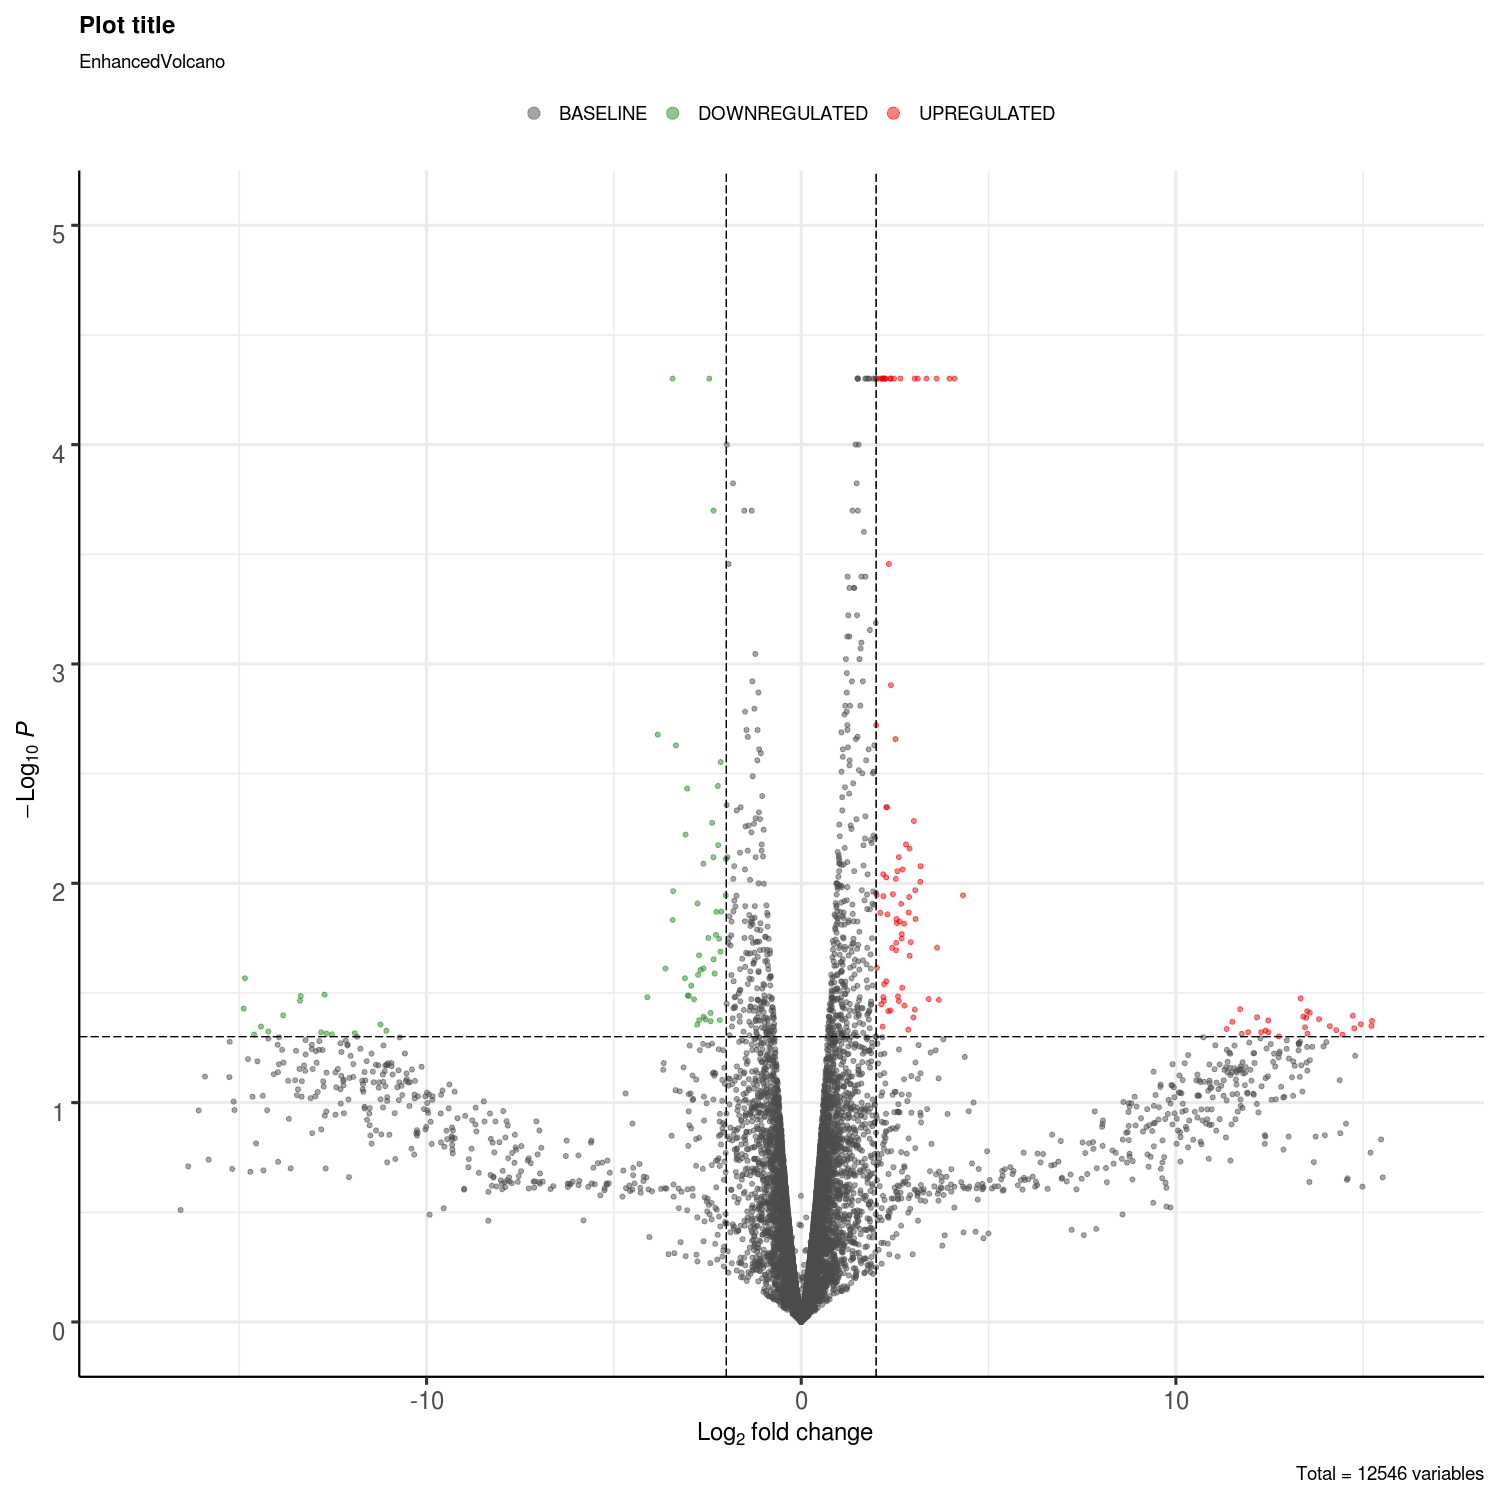 Plot title
EnhancedVolcano
BASELINE DOWNREGULATED UPREGULATED
5
4
3
2
1
0
−Log10 P
-10 0 10
Log2 fold change
Total = 12546 variables